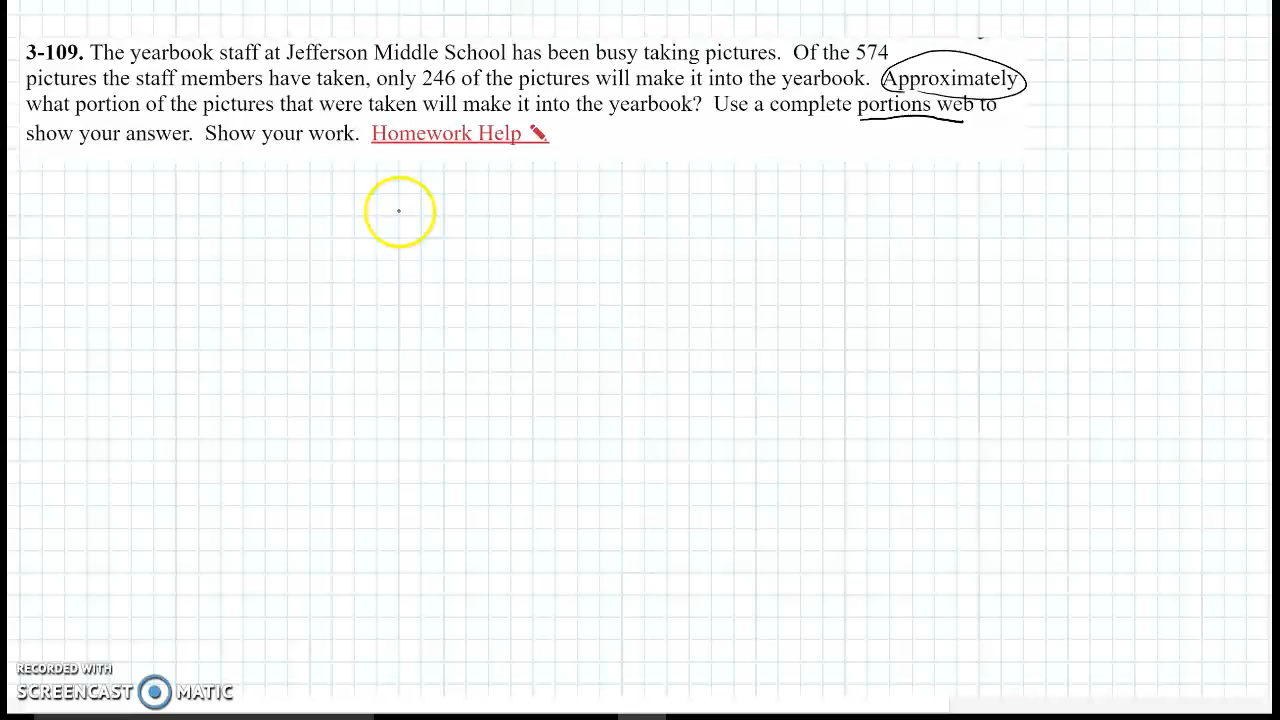 3-109. The yearbook staff at Jefferson Middle School has been busy taking pictures.  Of the 574
pictures the staff members have taken, only 246 of the pictures will make it into the yearbook.  Approximately
what portion of the pictures that were taken will make it into the yearbook?  Use a complete portions web to
show your answer.  Show your work.  Homework Help
RECORDED WITH
SCREENCAST MATIC